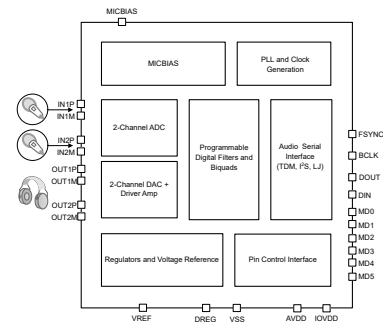 MICBIAS
MICBIAS
PLL and Clock
Generation
IN1P
IN1M
IN2P
IN2M
OUT1P
OUT1M
OUT2P
OUT2M
2-Channel ADC
2-Channel DAC +
Driver Amp
Programmable
Digital Filters and
Biquads
Audio Serial
Interface
(TDM, I²S, LJ)
FSYNC
BCLK
DOUT
DIN
MD0
MD1
MD2
MD3
MD4
MD5
Regulators and Voltage Reference
Pin Control Interface
VREF
DREG
VSS
AVDD
IOVDD